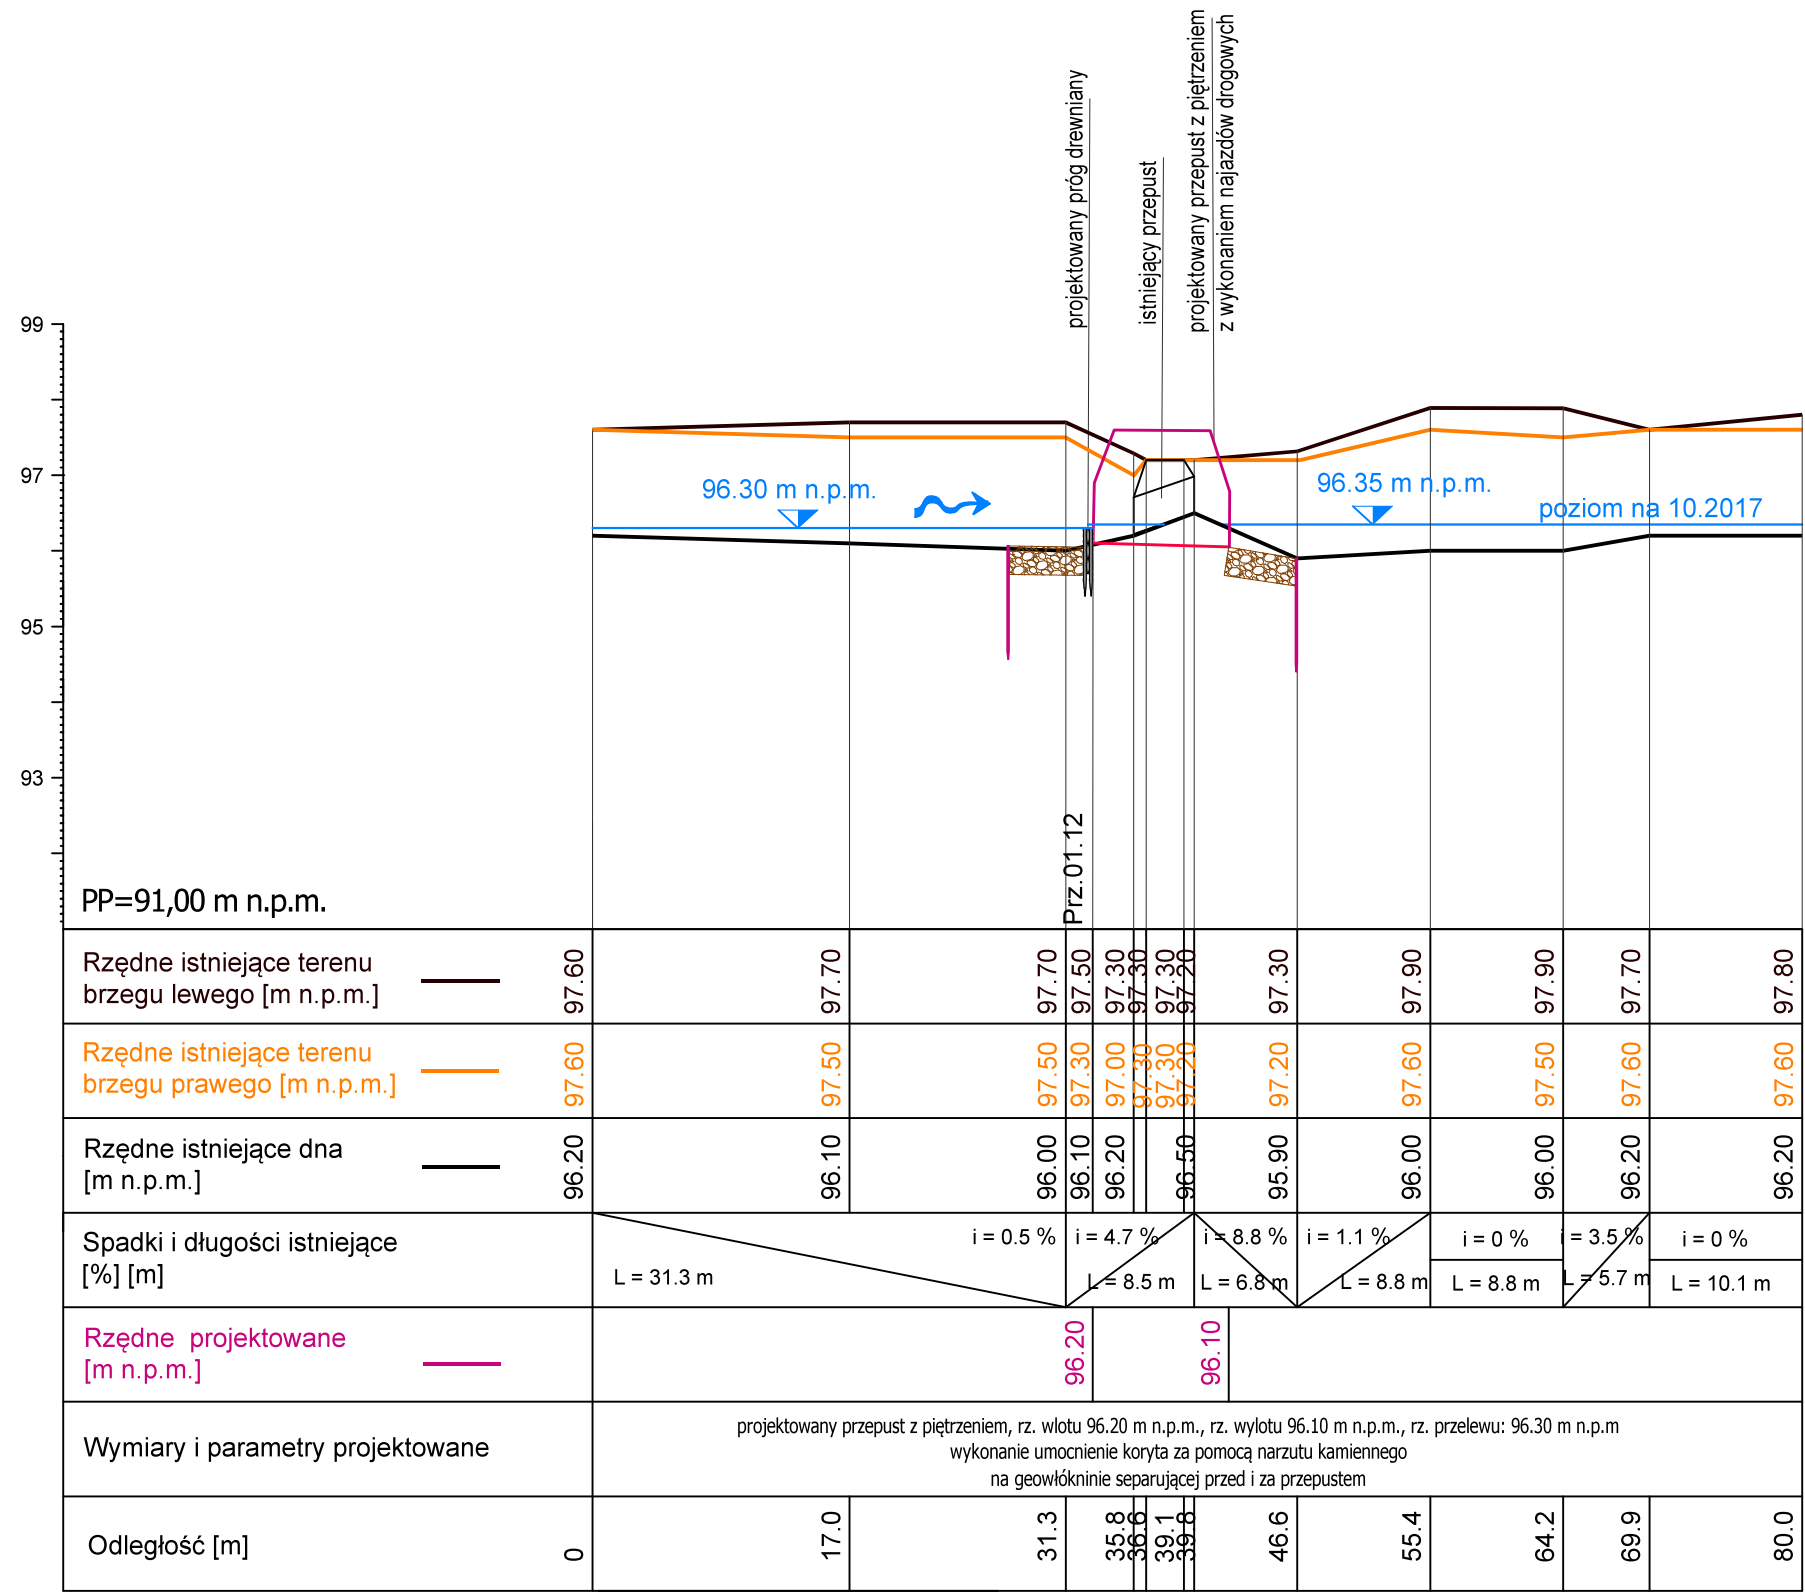 projektowany próg drewniany
istniejący przepust
projektowany przepust z piętrzeniem
z wykonaniem najazdów drogowych
99
97
95
93
96.30 m n.p.m.
96.35 m n.p.m.
poziom na 10.2017
Prz.01.12
PP=91,00 m n.p.m.
Rzędne istniejące terenu
brzegu lewego [m n.p.m.]
97.60 97.70 97.70 97.50 97.30 97.30 97.30 97.20 97.30 97.90 97.90 97.70 97.80
Rzędne istniejące terenu
brzegu prawego [m n.p.m.]
97.60 97.50 97.50 97.30 97.00 97.30 97.30 97.20 97.20 97.60 97.50 97.60 97.60
Rzędne istniejące dna
[m n.p.m.]
96.20 96.10 96.00 96.10 96.20 96.50 95.90 96.00 96.00 96.20 96.20
Spadki i długości istniejące
[%] [m]
i = 0.5 % i = 4.7 % i = 8.8 % i = 1.1 % i = 0 % i = 3.5 % i = 0 %
L = 31.3 m L = 8.5 m L = 6.8 m L = 8.8 m L = 8.8 m L = 5.7 m L = 10.1 m
Rzędne projektowane
[m n.p.m.]
96.20 96.10
Wymiary i parametry projektowane
projektowany przepust z piętrzeniem, rz. wlotu 96.20 m n.p.m., rz. wylotu 96.10 m n.p.m., rz. przelewu: 96.30 m n.p.m
wykonanie umocnienie koryta za pomocą narzutu kamiennego
na geowłókninie separującej przed i za przepustem
Odległość [m]
0 17.0 31.3 35.8 36.6 39.1 39.8 46.6 55.4 64.2 69.9 80.0